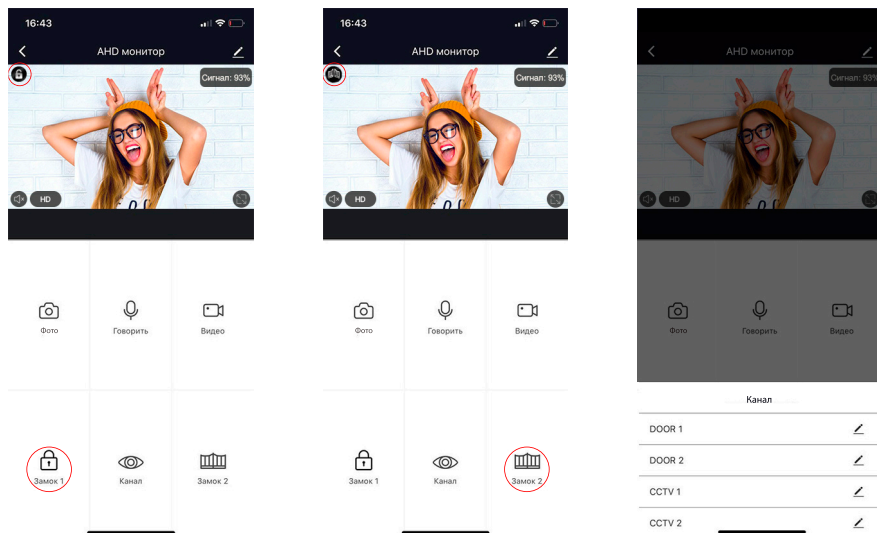 16:43
AHD монитор
Сигнал: 93%
HD
Фото
Говорить
Видео
Замок 1
Канал
Замок 2
16:43
AHD монитор
Сигнал: 93%
HD
Фото
Говорить
Видео
Замок 1
Канал
Замок 2
AHD монитор
Сигнал: 93%
HD
Фото
Говорить
Видео
Канал
DOOR 1
DOOR 2
CCTV 1
CCTV 2